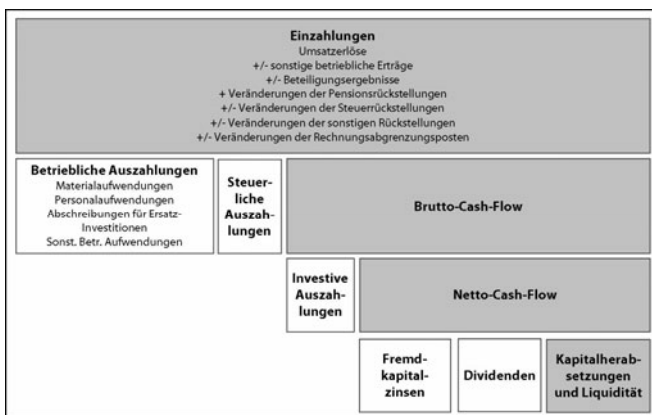 Einzahlungen
Umsatzerlöse
+/- sonstige betriebliche Erträge
+/- Beteiligungsergebnisse
+ Veränderungen der Pensionsrückstellungen
+/- Veränderungen der Steuerrückstellungen
+/- Veränderungen der sonstigen Rückstellungen
+/- Veränderungen der Rechnungsabgrenzungsposten
Betriebliche Auszahlungen
Materialaufwendungen
Personalaufwendungen
Abschreibungen für Ersatz-
Investitionen
Sonst. Betr. Aufwendungen
Steuer-
liche
Auszah-
lungen
Brutto-Cash-Flow
Investive
Auszah-
lungen
Netto-Cash-Flow
Fremd-
kapital-
zinsen
Dividenden
Kapitalherab-
setzungen
und Liquidität